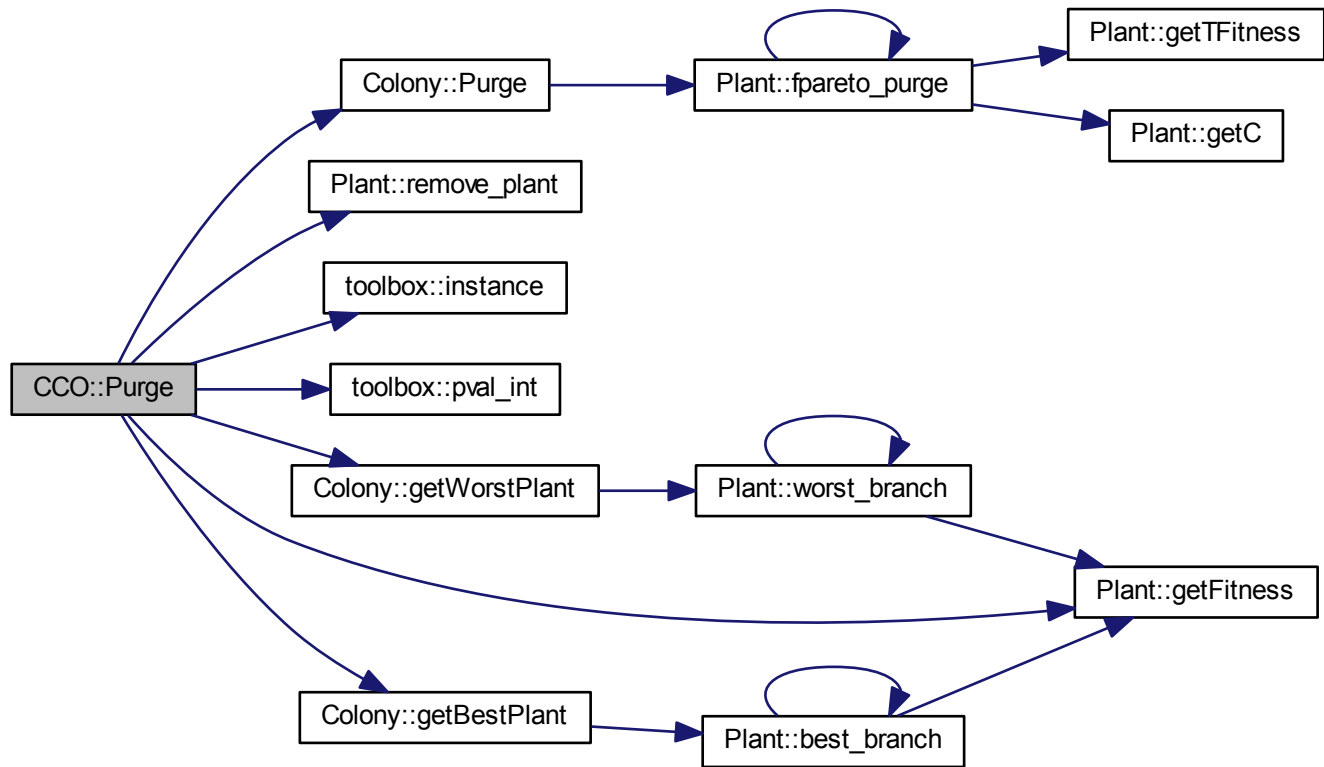 Plant::getTFitness
Colony::Purge
Plant::fpareto_purge
Plant::getC
Plant::remove_plant
toolbox::instance
CCO::Purge
toolbox::pval_int
Colony::getWorstPlant
Plant::worst_branch
Plant::getFitness
Colony::getBestPlant
Plant::best_branch